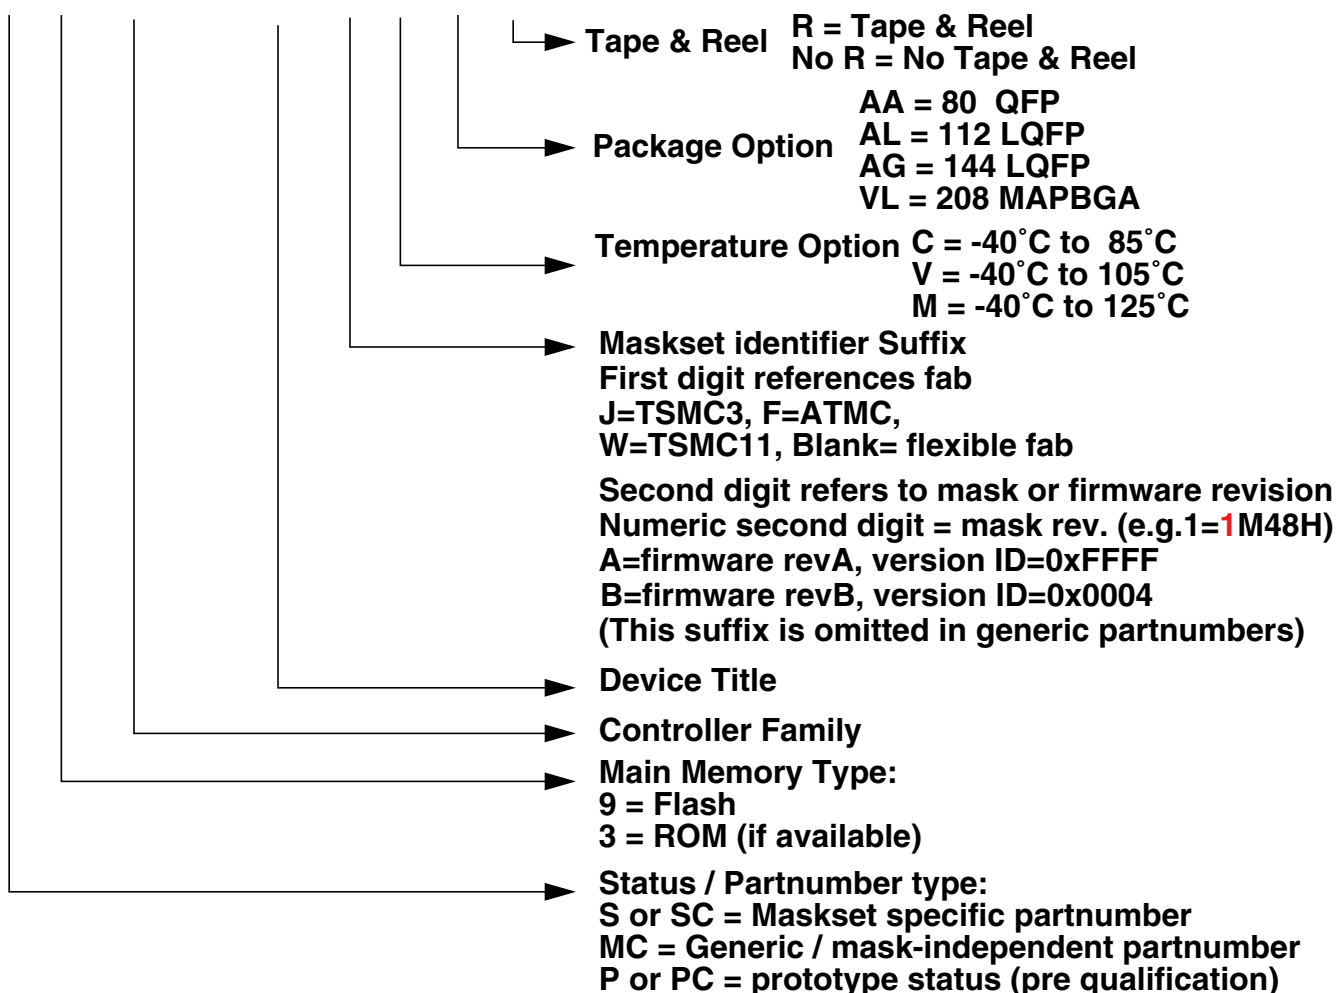 Tape & Reel
R = Tape & Reel
No R = No Tape & Reel
Package Option
AA = 80 QFP
AL = 112 LQFP
AG = 144 LQFP
VL = 208 MAPBGA
Temperature Option
C = -40˚C to 85˚C
V = -40˚C to 105˚C
M = -40˚C to 125˚C
Maskset identifier Suffix
First digit references fab
J=TSMC3, F=ATMC,
W=TSMC11, Blank= flexible fab
Second digit refers to mask or firmware revision
Numeric second digit = mask rev. (e.g.1=1M48H)
A=firmware revA, version ID=0xFFFF
B=firmware revB, version ID=0x0004
(This suffix is omitted in generic partnumbers)
Device Title
Controller Family
Main Memory Type:
9 = Flash
3 = ROM (if available)
Status / Partnumber type:
S or SC = Maskset specific partnumber
MC = Generic / mask-independent partnumber
P or PC = prototype status (pre qualification)